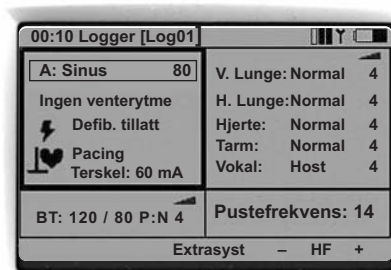 00:10 Logger [Log01]
A: Sinus 80
Ingen venterytme
Defib. tillatt
Pacing
Terskel: 60 mA
BT: 120 / 80 P:N 4
V. Lunge: Normal 4
H. Lunge: Normal 4
Hjerte: Normal 4
Tarm: Normal 4
Vokal: Host 4
Pustefrekvens: 14
Extrasyst – HF +